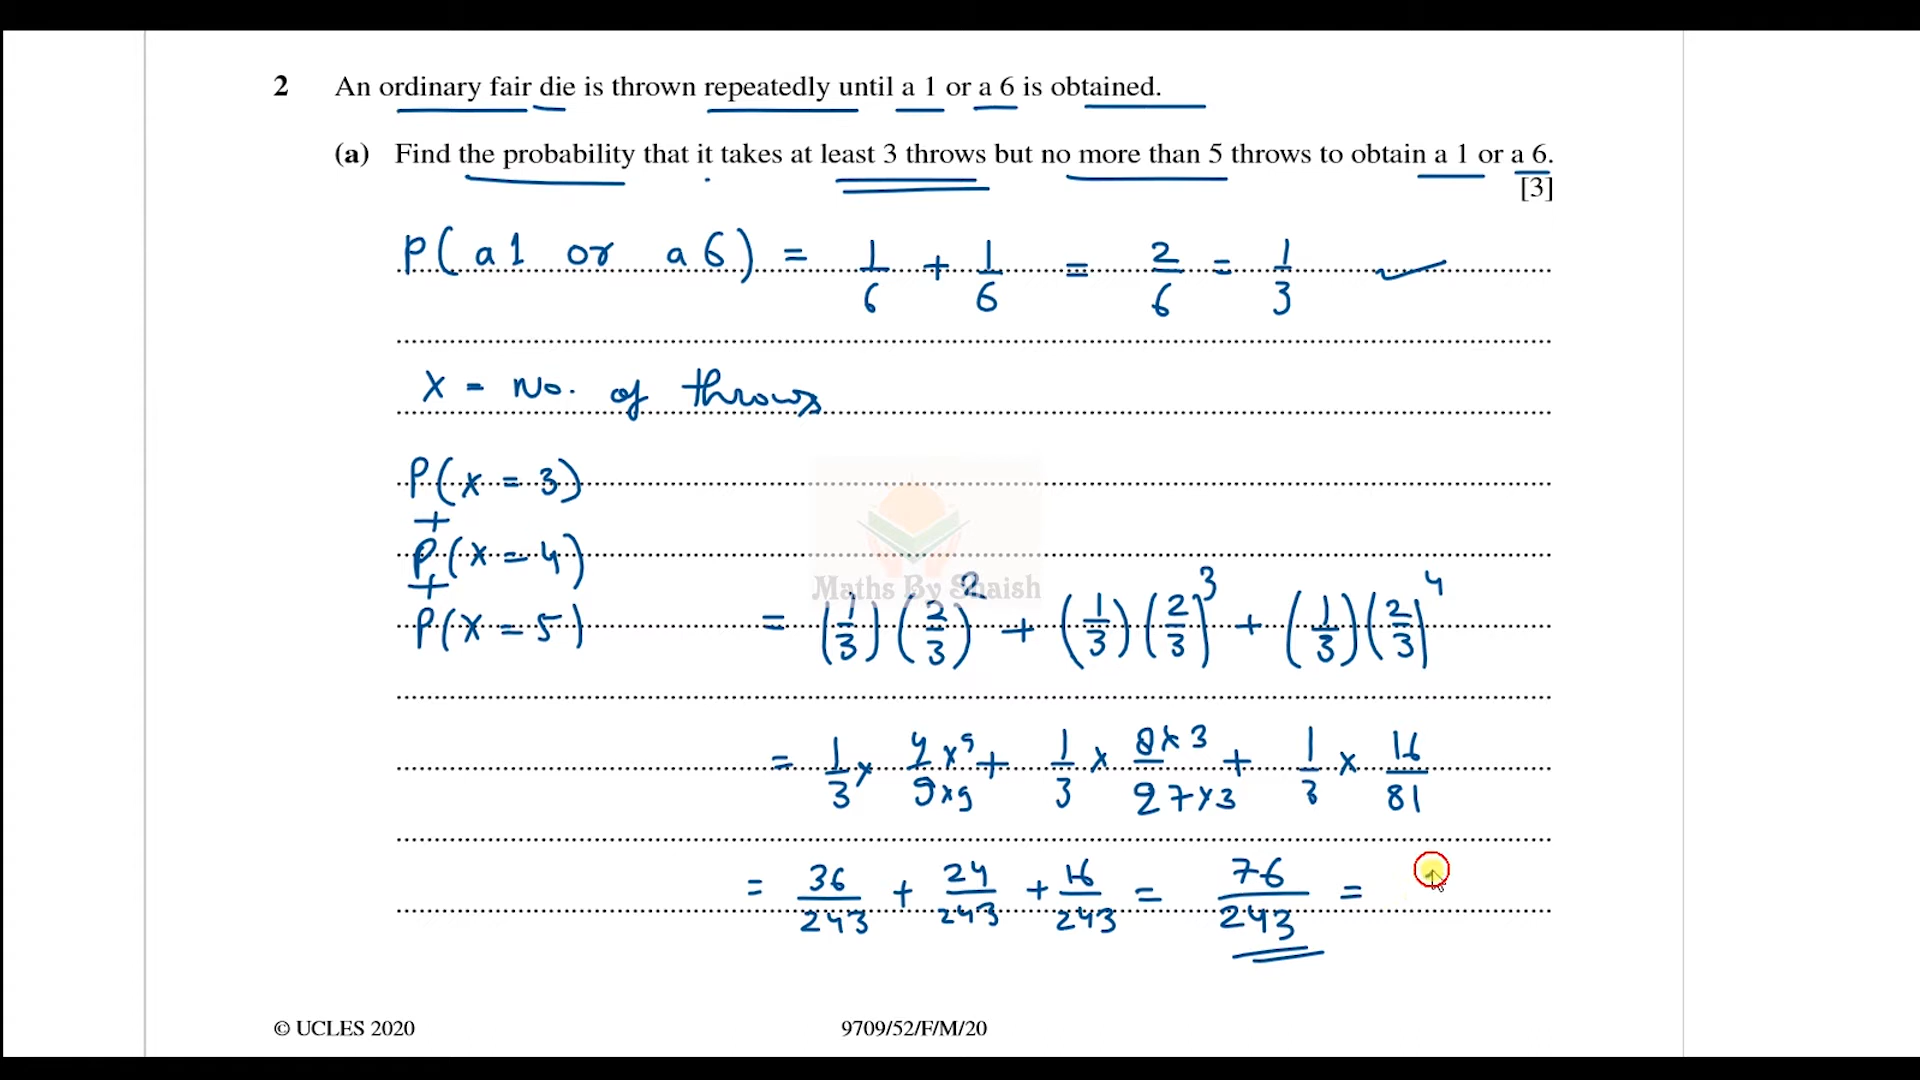 2 An ordinary fair die is thrown repeatedly until a 1 or a 6 is obtained.
(a) Find the probability that it takes at least 3 throws but no more than 5 throws to obtain a 1 or a 6.
[3]
P( a 1 or a 6 ) = 1/6 + 1/6 = 2/6 = 1/3
X = No. of throws
P(X = 3)
+
P(X = 4)
+
Maths By Shaish
P(X = 5) = (1/3)(2/3)^2 + (1/3)(2/3)^3 + (1/3)(2/3)^4
= 1/3 × 4×9/9×9 + 1/3 × 8×3/27×3 + 1/3 × 16/81
= 36/243 + 24/243 + 16/243 = 76/243 =
© UCLES 2020 9709/52/F/M/20